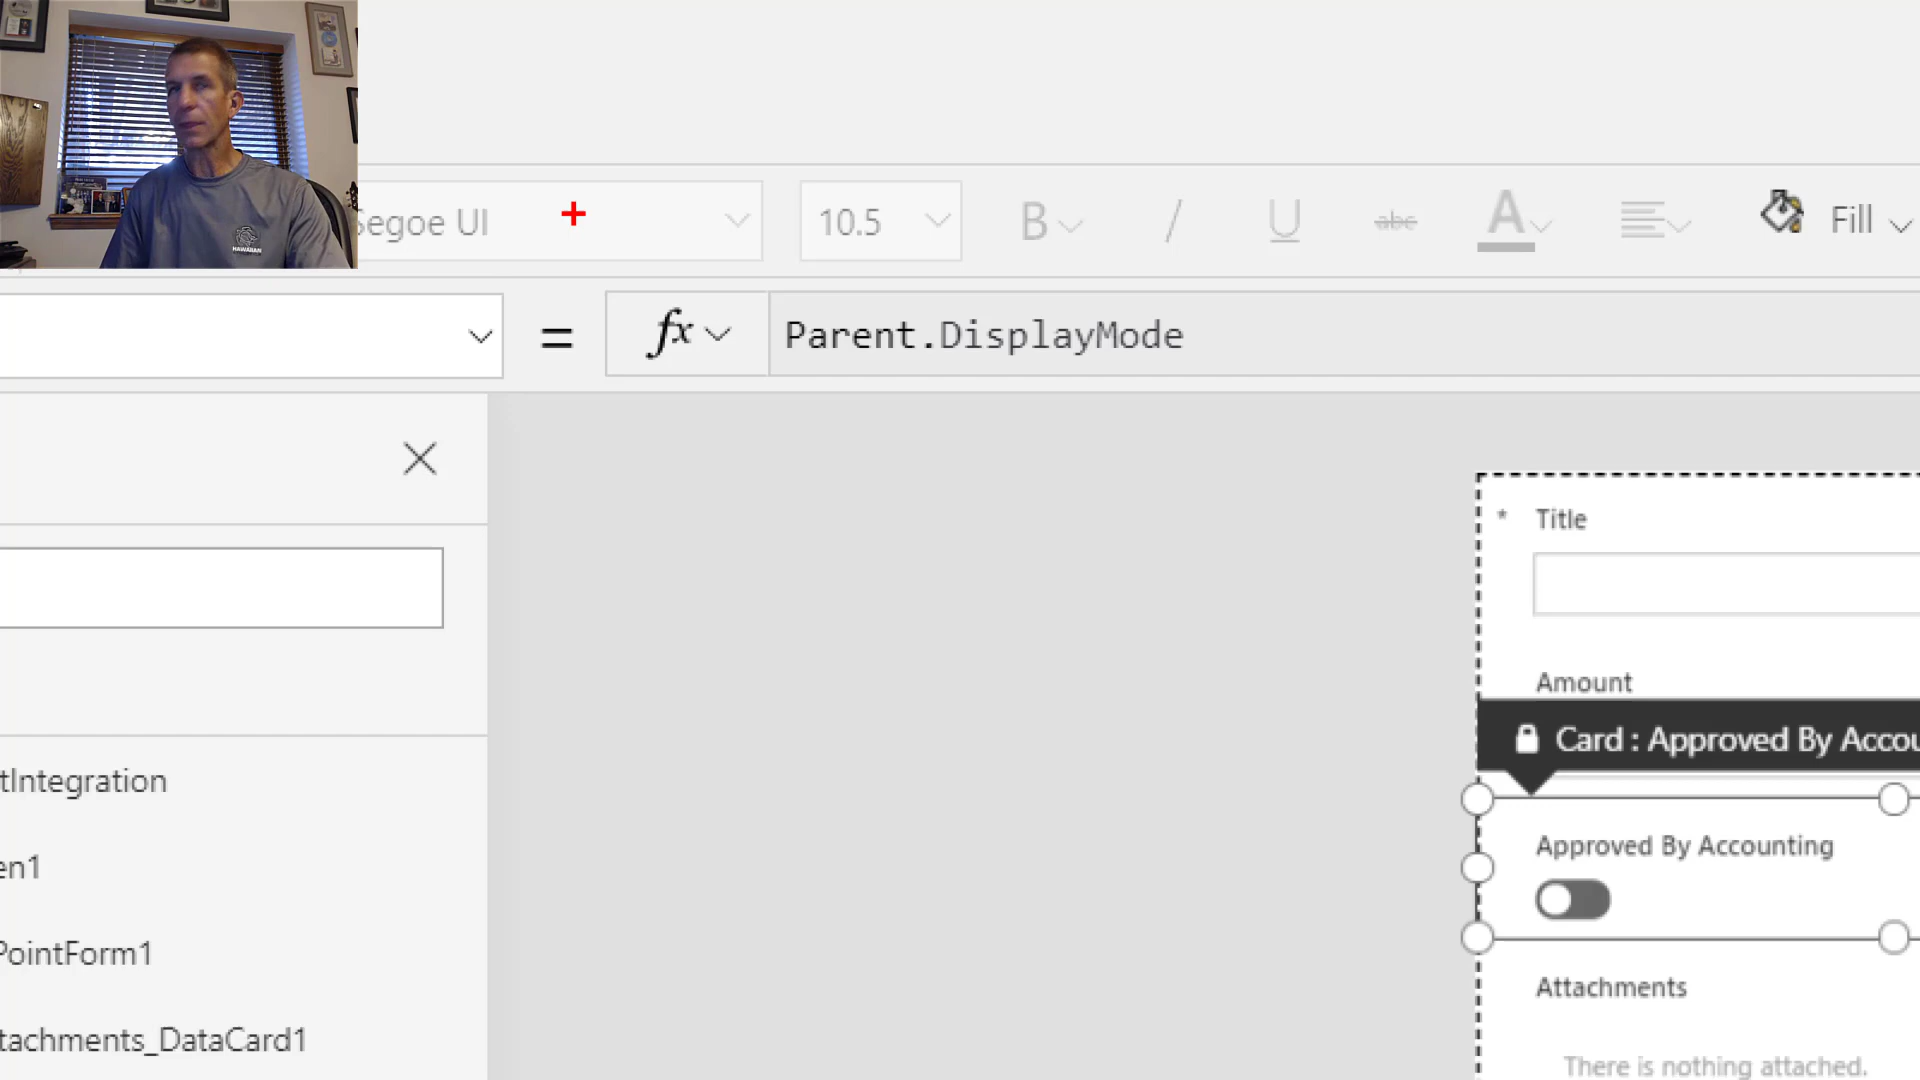 HAWAIIAN
Segoe UI
10.5
B
/
U
abc
A
Fill
=
fx
Parent.DisplayMode
* Title
Amount
Card : Approved By Accou
tIntegration
Approved By Accounting
en1
PointForm1
Attachments
tachments_DataCard1
There is nothing attached.